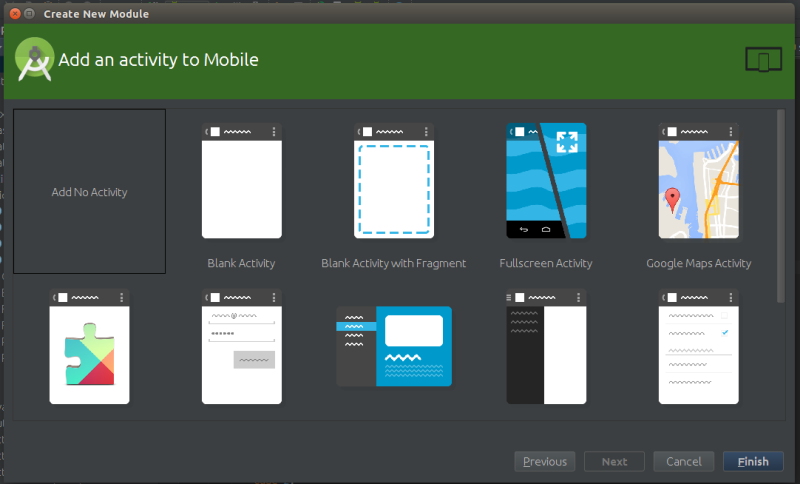 Create New Module
Add an activity to Mobile
Add No Activity
Blank Activity
Blank Activity with Fragment
Fullscreen Activity
Google Maps Activity
Previous
Next
Cancel
Finish